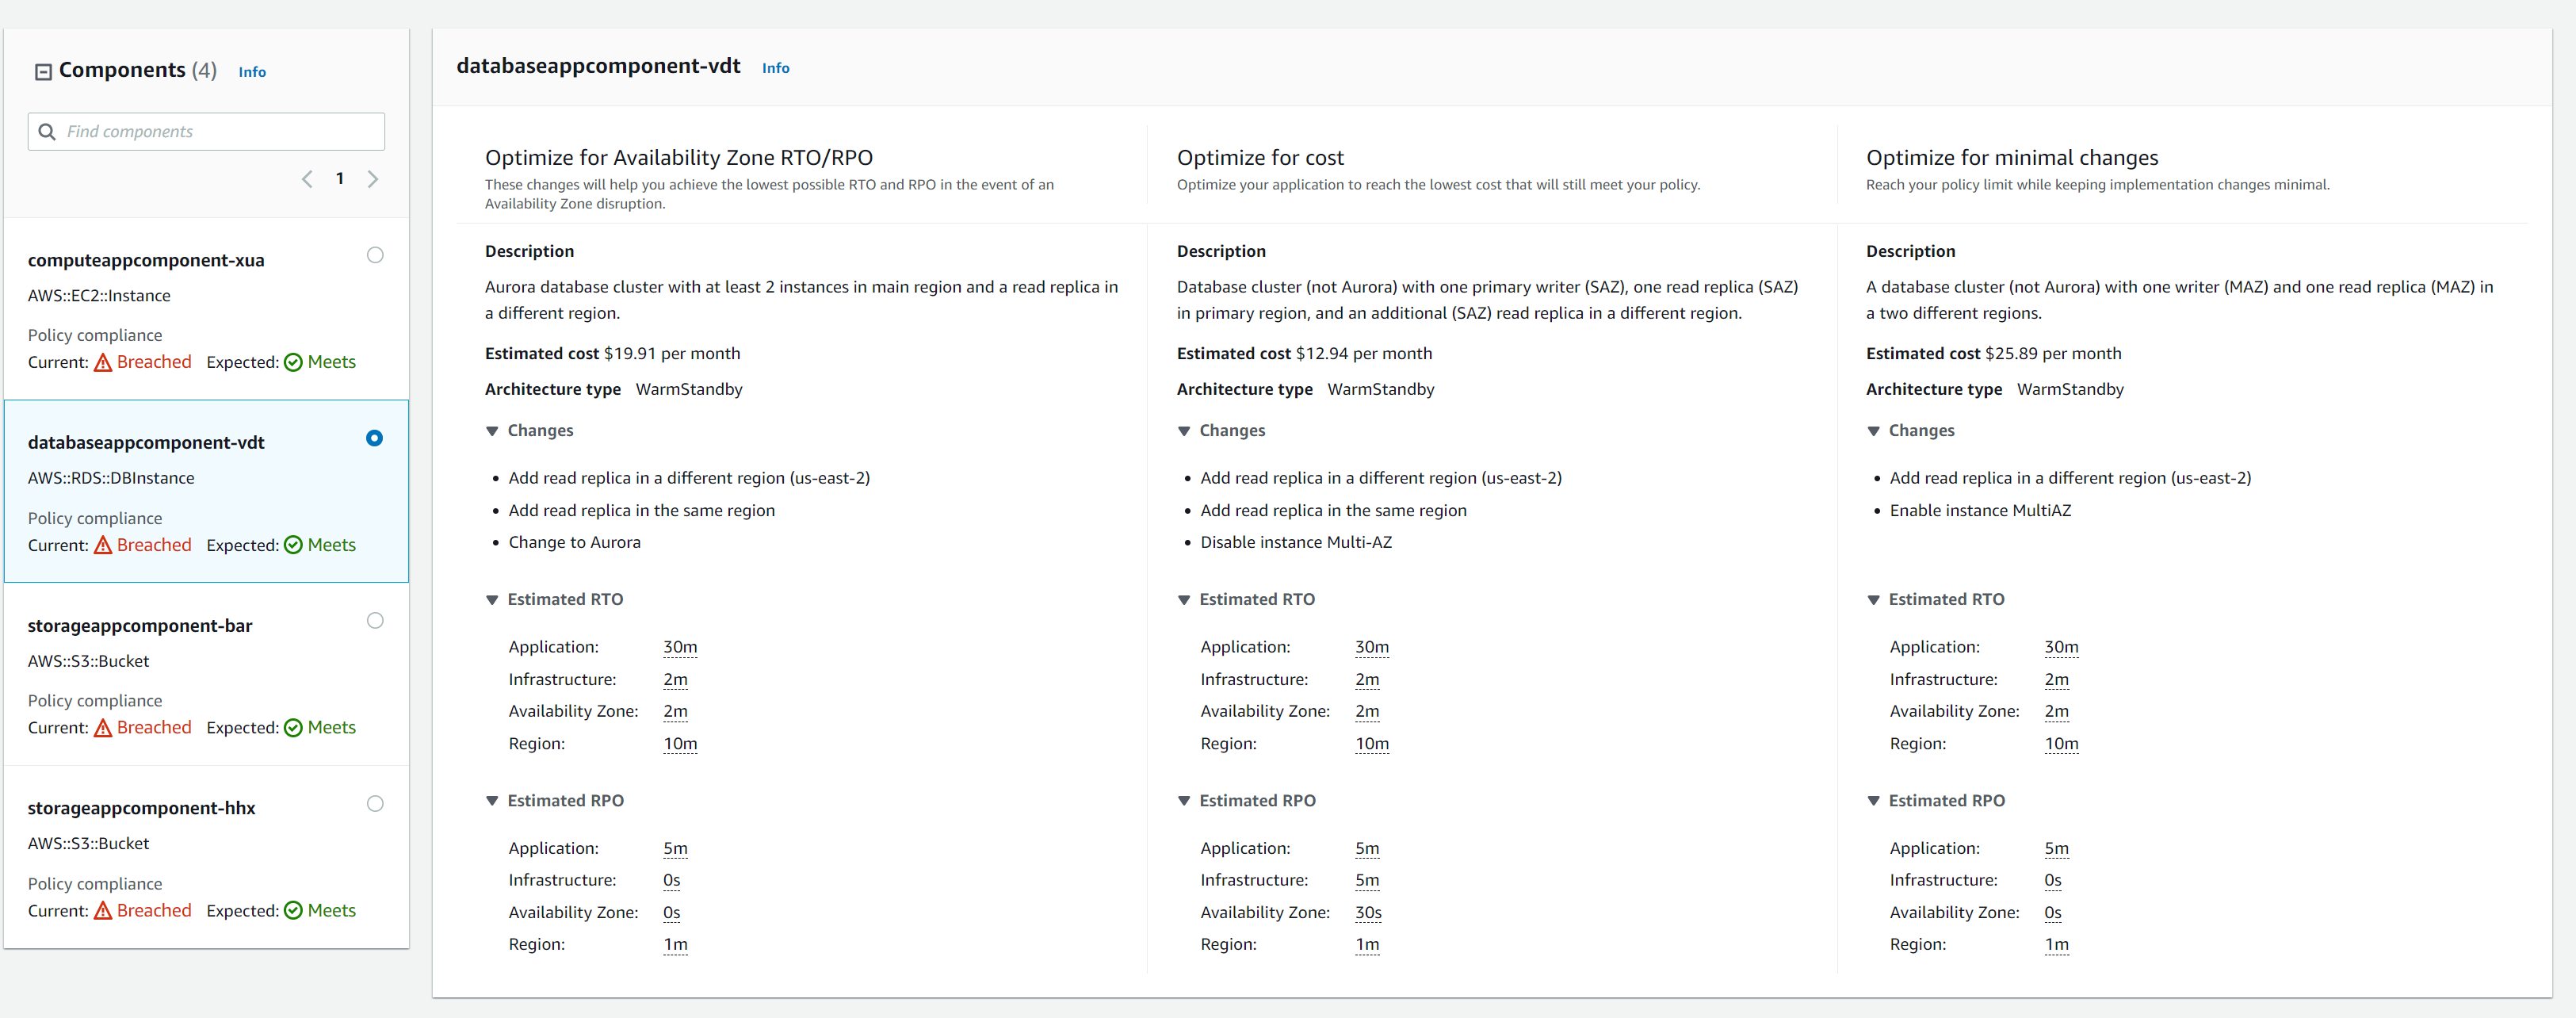 Components (4) Info
Find components
1
computeappcomponent-xua
AWS::EC2::Instance
Policy compliance
Current: Breached Expected: Meets
databaseappcomponent-vdt
AWS::RDS::DBInstance
Policy compliance
Current: Breached Expected: Meets
storageappcomponent-bar
AWS::S3::Bucket
Policy compliance
Current: Breached Expected: Meets
storageappcomponent-hhx
AWS::S3::Bucket
Policy compliance
Current: Breached Expected: Meets
databaseappcomponent-vdt Info
Optimize for Availability Zone RTO/RPO
These changes will help you achieve the lowest possible RTO and RPO in the event of an
Availability Zone disruption.
Description
Aurora database cluster with at least 2 instances in main region and a read replica in
a different region.
Estimated cost $19.91 per month
Architecture type WarmStandby
Changes
• Add read replica in a different region (us-east-2)
• Add read replica in the same region
• Change to Aurora
Estimated RTO
Application: 30m
Infrastructure: 2m
Availability Zone: 2m
Region: 10m
Estimated RPO
Application: 5m
Infrastructure: 0s
Availability Zone: 0s
Region: 1m
Optimize for cost
Optimize your application to reach the lowest cost that will still meet your policy.
Description
Database cluster (not Aurora) with one primary writer (SAZ), one read replica (SAZ)
in primary region, and an additional (SAZ) read replica in a different region.
Estimated cost $12.94 per month
Architecture type WarmStandby
Changes
• Add read replica in a different region (us-east-2)
• Add read replica in the same region
• Disable instance Multi-AZ
Estimated RTO
Application: 30m
Infrastructure: 2m
Availability Zone: 2m
Region: 10m
Estimated RPO
Application: 5m
Infrastructure: 5m
Availability Zone: 30s
Region: 1m
Optimize for minimal changes
Reach your policy limit while keeping implementation changes minimal.
Description
A database cluster (not Aurora) with one writer (MAZ) and one read replica (MAZ) in
a two different regions.
Estimated cost $25.89 per month
Architecture type WarmStandby
Changes
• Add read replica in a different region (us-east-2)
• Enable instance MultiAZ
Estimated RTO
Application: 30m
Infrastructure: 2m
Availability Zone: 2m
Region: 10m
Estimated RPO
Application: 5m
Infrastructure: 0s
Availability Zone: 0s
Region: 1m